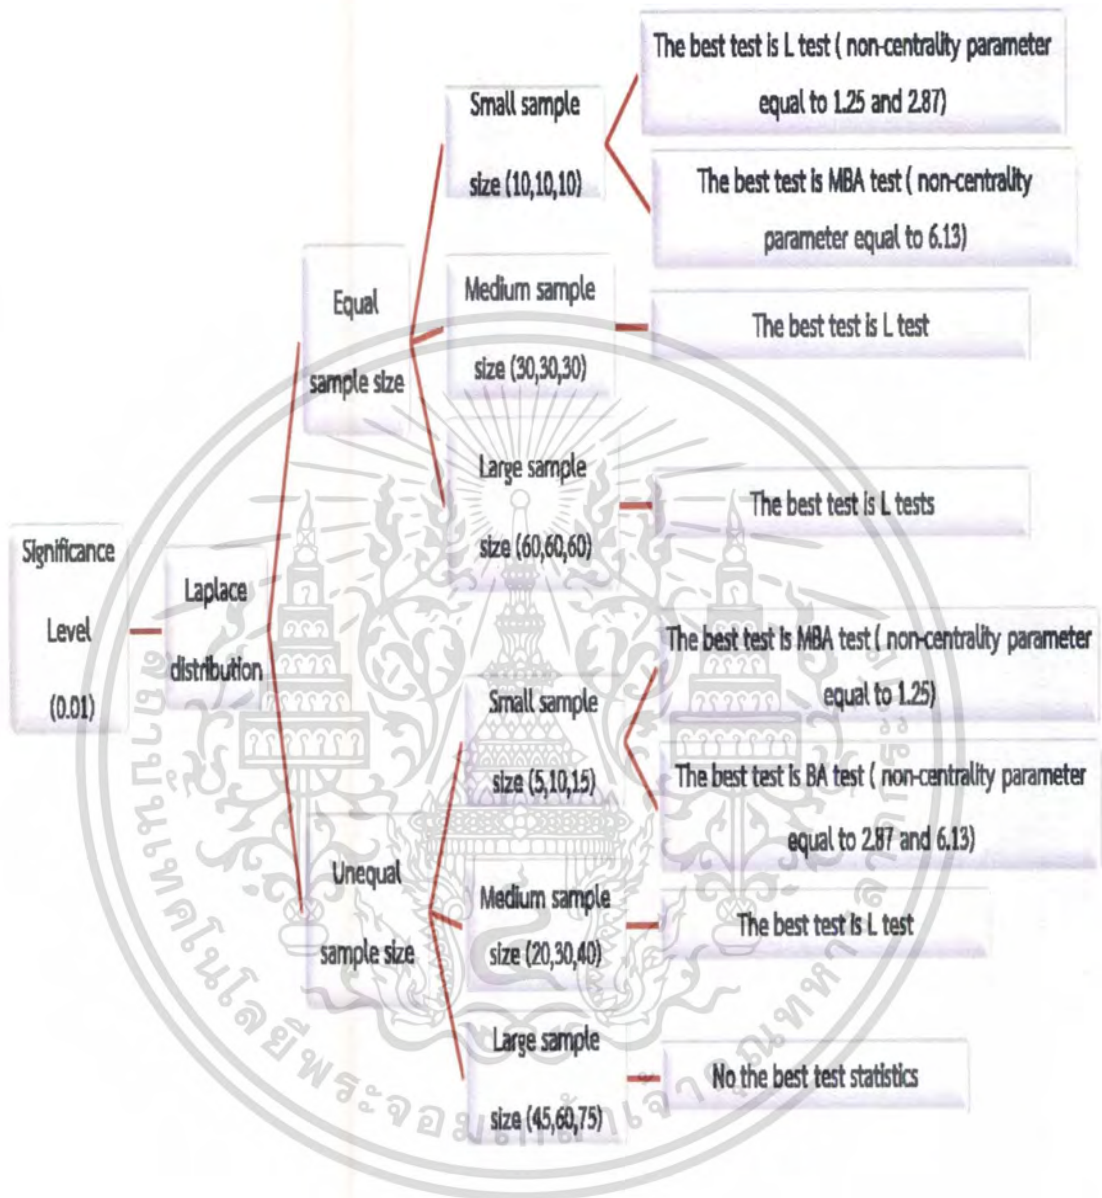 Significance
Level
(0.01)
Laplace
distribution
Equal
sample size
Small sample
size (10,10,10)
The best test is L test ( non-centrality parameter
equal to 1.25 and 2.87)
The best test is MBA test ( non-centrality
parameter equal to 6.13)
Medium sample
size (30,30,30)
The best test is L test
Large sample
size (60,60,60)
The best test is L tests
Unequal
sample size
Small sample
size (5,10,15)
The best test is MBA test ( non-centrality parameter
equal to 1.25)
The best test is BA test ( non-centrality parameter
equal to 2.87 and 6.13)
Medium sample
size (20,30,40)
The best test is L test
Large sample
size (45,60,75)
No the best test statistics